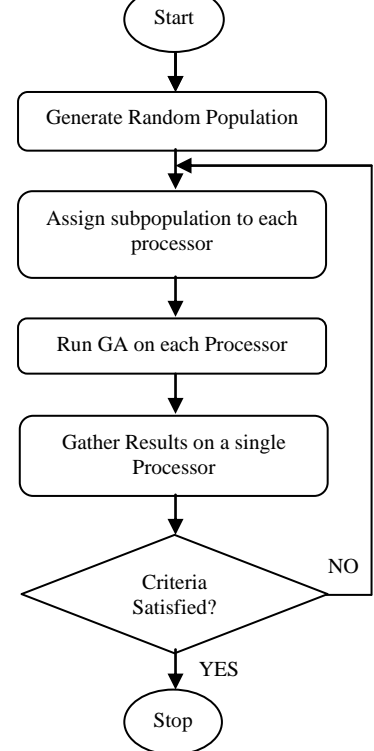 Start
Generate Random Population
Assign subpopulation to each
processor
Run GA on each Processor
Gather Results on a single
Processor
Criteria
Satisfied?
NO
YES
Stop